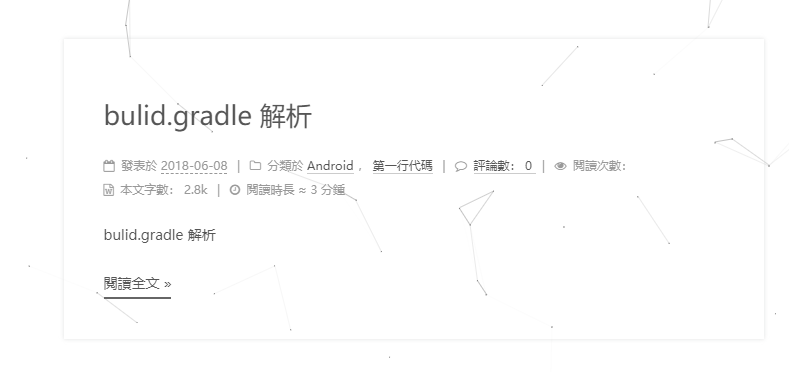 bulid.gradle 解析
發表於 2018-06-08 | 分類於 Android ， 第一行代碼 | 評論數： 0 | 閱讀次數：
本文字數： 2.8k | 閱讀時長 ≈ 3 分鍾
bulid.gradle 解析
閱讀全文 »